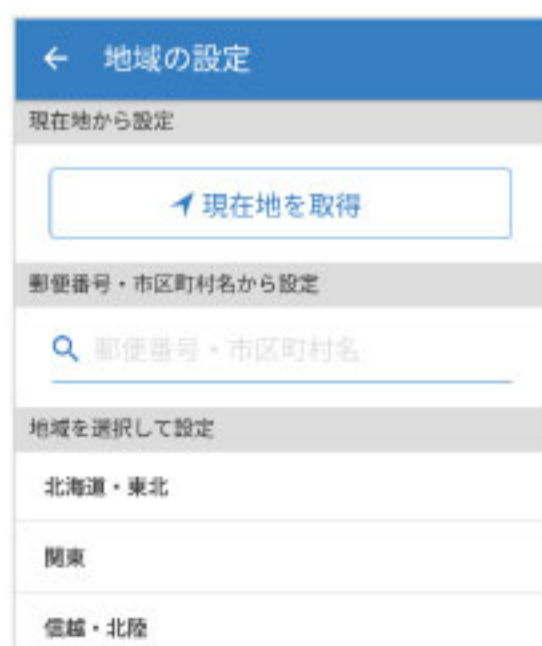 地域の設定
現在地から設定
現在地を取得
郵便番号・市区町村名から設定
郵便番号・市区町村名
地域を選択して設定
北海道・東北
関東
信越・北陸